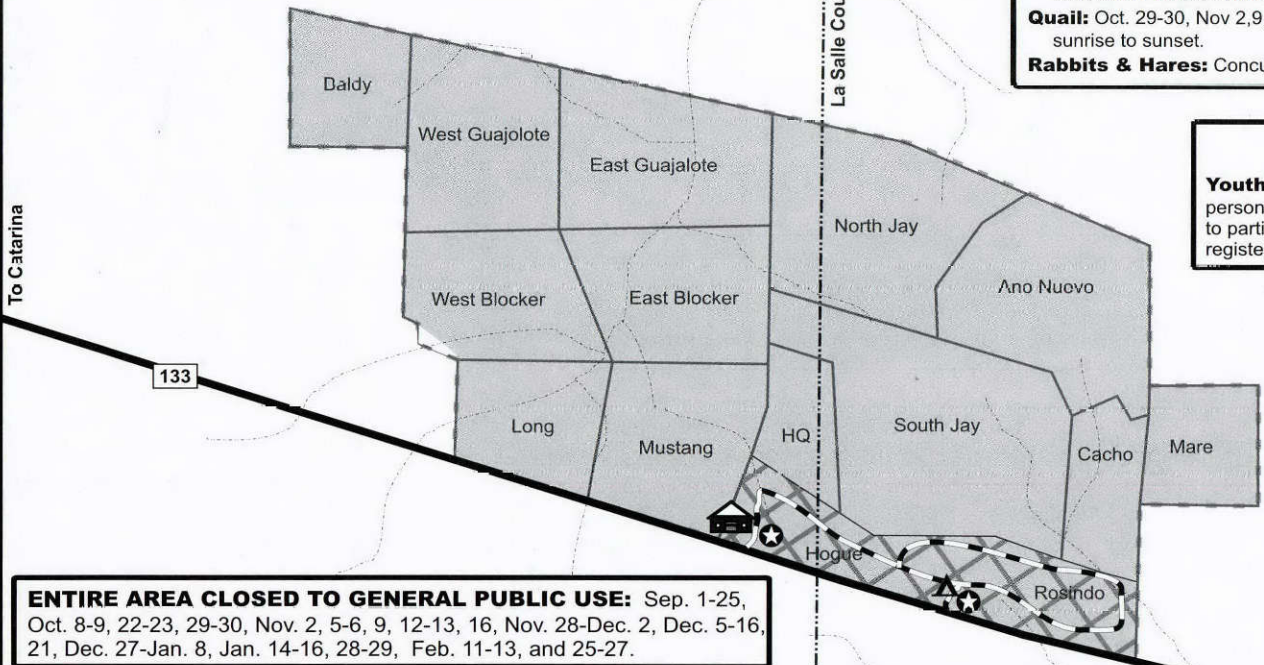 La Salle Cou
Quail: Oct. 29-30, Nov 2,9
sunrise to sunset.
Rabbits & Hares: Concu
Youth
person
to parti
registe
To Catarina
133
Baldy
West Guajolote
East Guajalote
North Jay
Ano Nuevo
West Blocker
East Blocker
Long
Mustang
HQ
South Jay
Cacho
Mare
Hogue
Rosindo
ENTIRE AREA CLOSED TO GENERAL PUBLIC USE: Sep. 1-25,
Oct. 8-9, 22-23, 29-30, Nov. 2, 5-6, 9, 12-13, 16, Nov. 28-Dec. 2, Dec. 5-16,
21, Dec. 27-Jan. 8, Jan. 14-16, 28-29, Feb. 11-13, and 25-27.